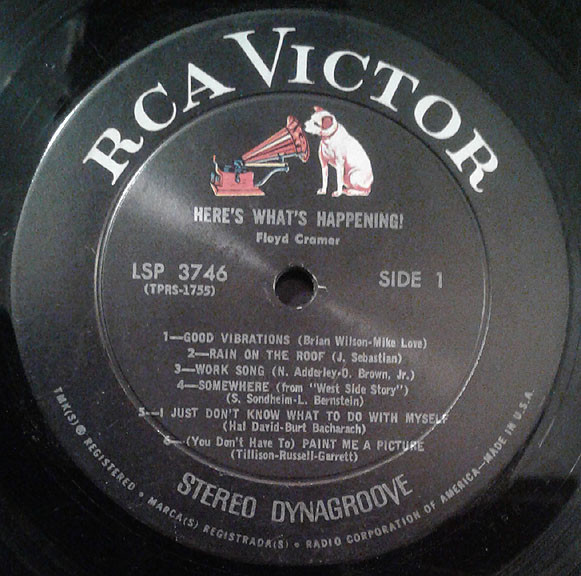 RCA VICTOR
HERE'S WHAT'S HAPPENING!
Floyd Cramer
LSP 3746
(TPRS-1755)
SIDE 1
1—GOOD VIBRATIONS (Brian Wilson-Mike Love)
2—RAIN ON THE ROOF (J. Sebastian)
3—WORK SONG (N. Adderley-O. Brown, Jr.)
4—SOMEWHERE (from "West Side Story")
(S. Sondheim-L. Bernstein)
5—I JUST DON'T KNOW WHAT TO DO WITH MYSELF
(Hal David-Burt Bacharach)
6—(You Don't Have To) PAINT ME A PICTURE
(Tillison-Russell-Garrett)
STEREO DYNAGROOVE
TMK(S) ® REGISTERED • MARCA(S) REGISTRADA(S) • RADIO CORPORATION OF AMERICA—MADE IN U.S.A.